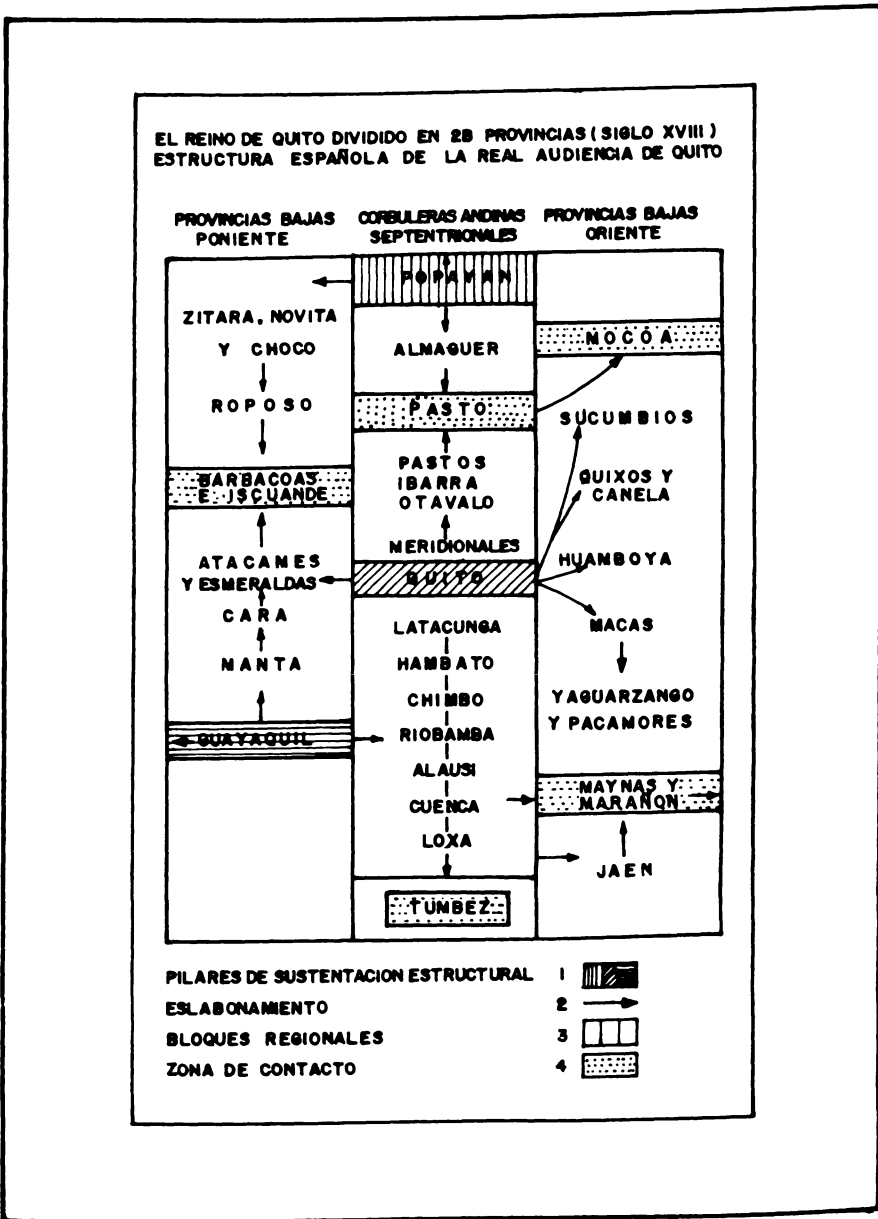 EL REINO DE QUITO DIVIDIDO EN 28 PROVINCIAS (SIGLO XVIII)
ESTRUCTURA ESPAÑOLA DE LA REAL AUDIENCIA DE QUITO
PROVINCIAS BAJAS
PONIENTE
CORBULERAS ANDINAS
SEPTENTRIONALES
PROVINCIAS BAJAS
ORIENTE
ZITARA, NOVITA
Y CHOCO
ROPOSO
BARBACOAS
E ISCUANDE
ATACAMES
Y ESMERALDAS
CARA
MANTA
GUAYAQUIL
POPAYAN
ALMAGUER
PASTO
PASTOS
IBARRA
OTAVALO
MERIDIONALES
QUITO
LATACUNGA
HAMBATO
CHIMBO
RIOBAMBA
ALAUSI
CUENCA
LOXA
TUMBEZ
MOCOA
SUCUMBIOS
QUIXOS Y
CANELA
HUAMBOYA
MACAS
YAGUARZANGO
Y PACAMORES
MAYNAS Y
MARAÑON
JAEN
PILARES DE SUSTENTACION ESTRUCTURAL 1
ESLABONAMIENTO 2
BLOQUES REGIONALES 3
ZONA DE CONTACTO 4